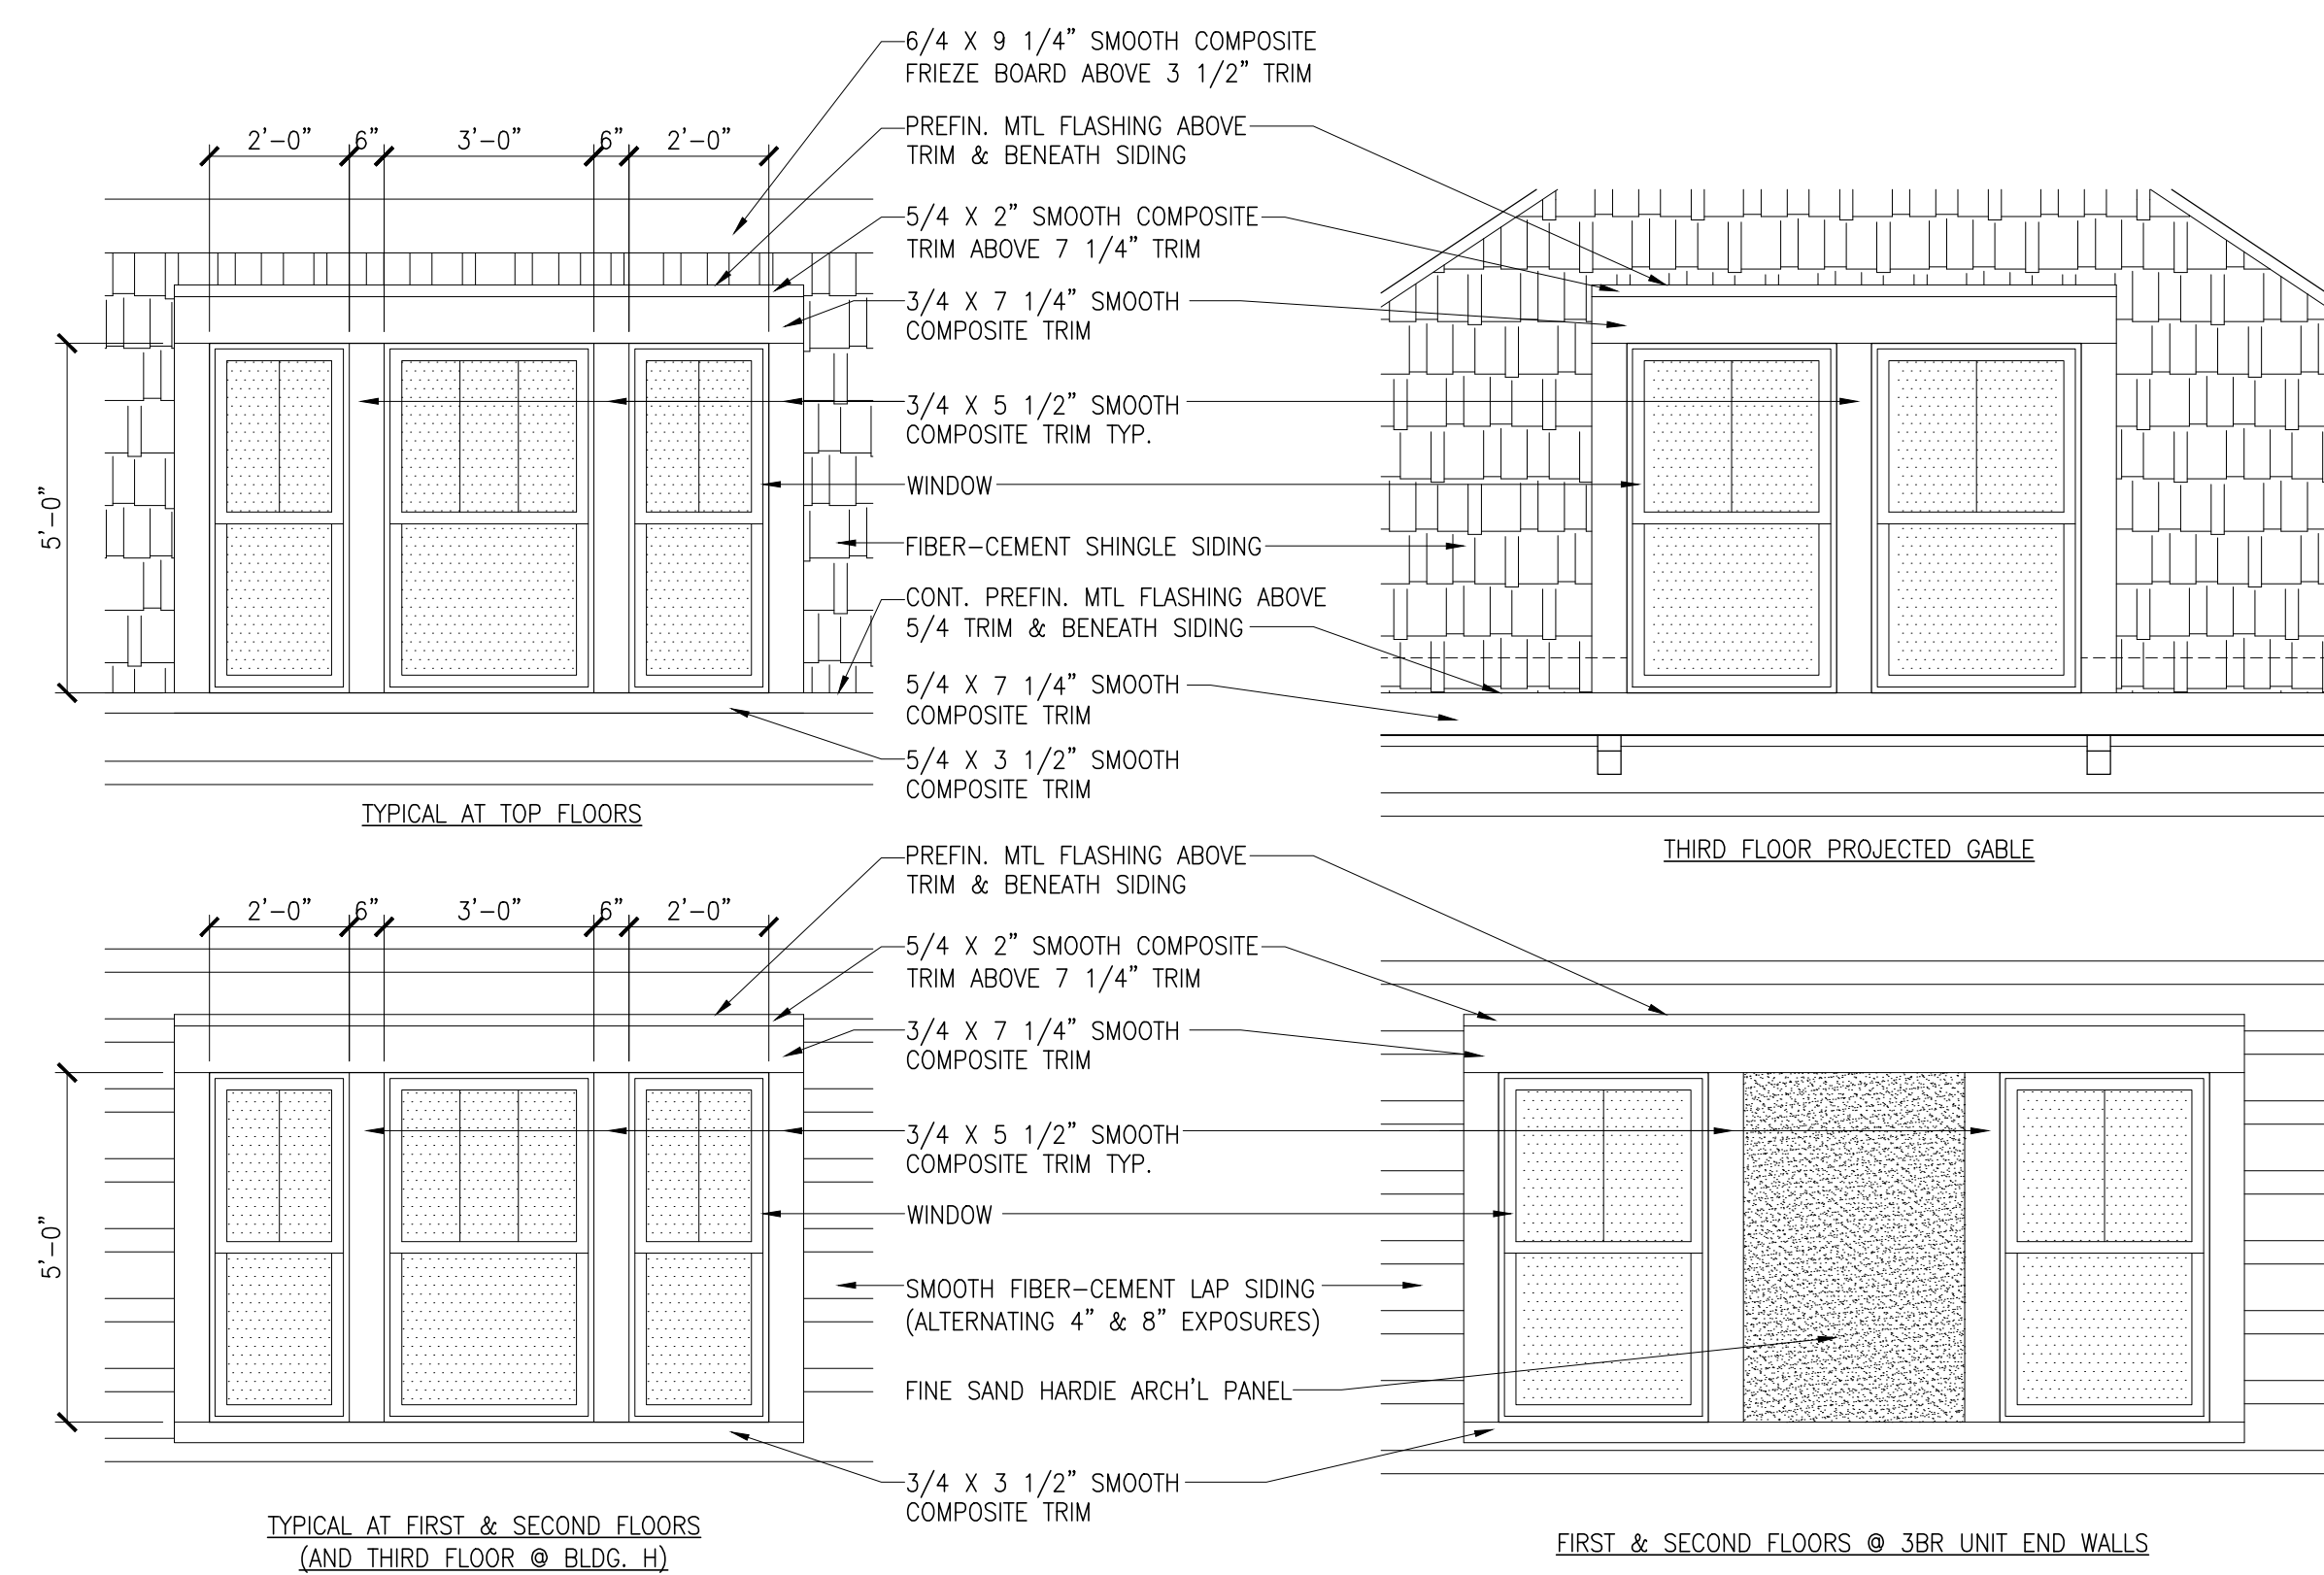 6/4 X 9 1/4" SMOOTH COMPOSITE
FRIEZE BOARD ABOVE 3 1/2" TRIM
2'-0" 6" 3'-0" 6" 2'-0"
PREFIN. MTL FLASHING ABOVE
TRIM & BENEATH SIDING
5/4 X 2" SMOOTH COMPOSITE
TRIM ABOVE 7 1/4" TRIM
3/4 X 7 1/4" SMOOTH
COMPOSITE TRIM
3/4 X 5 1/2" SMOOTH
COMPOSITE TRIM TYP.
WINDOW
5'-0"
FIBER-CEMENT SHINGLE SIDING
CONT. PREFIN. MTL FLASHING ABOVE
5/4 TRIM & BENEATH SIDING
5/4 X 7 1/4" SMOOTH
COMPOSITE TRIM
5/4 X 3 1/2" SMOOTH
COMPOSITE TRIM
TYPICAL AT TOP FLOORS
THIRD FLOOR PROJECTED GABLE
PREFIN. MTL FLASHING ABOVE
TRIM & BENEATH SIDING
2'-0" 6" 3'-0" 6" 2'-0"
5/4 X 2" SMOOTH COMPOSITE
TRIM ABOVE 7 1/4" TRIM
3/4 X 7 1/4" SMOOTH
COMPOSITE TRIM
3/4 X 5 1/2" SMOOTH
COMPOSITE TRIM TYP.
WINDOW
5'-0"
SMOOTH FIBER-CEMENT LAP SIDING
(ALTERNATING 4" & 8" EXPOSURES)
FINE SAND HARDIE ARCH'L PANEL
3/4 X 3 1/2" SMOOTH
COMPOSITE TRIM
TYPICAL AT FIRST & SECOND FLOORS
(AND THIRD FLOOR @ BLDG. H)
FIRST & SECOND FLOORS @ 3BR UNIT END WALLS